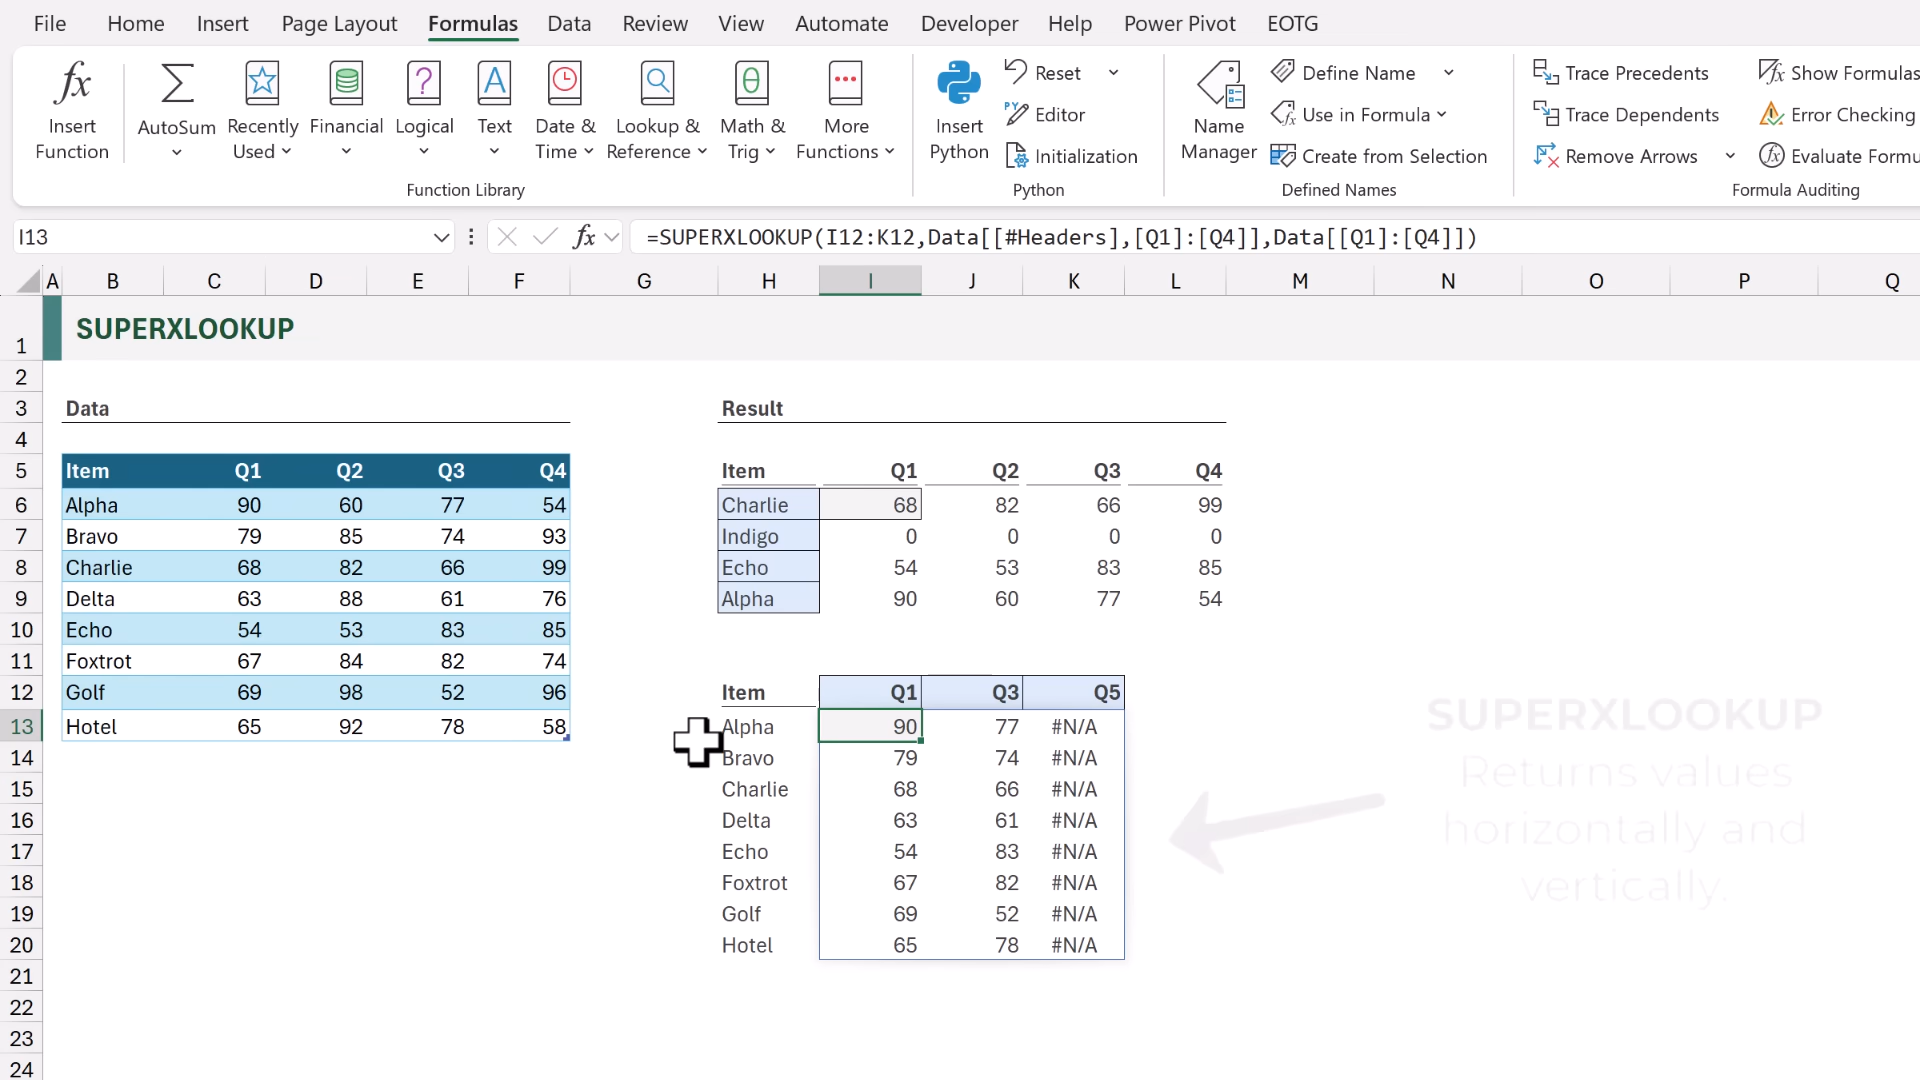 File Home Insert Page Layout Formulas Data Review View Automate Developer Help Power Pivot EOTG
Insert Function
AutoSum
Recently Used
Financial
Logical
Text
Date & Time
Lookup & Reference
Math & Trig
More Functions
Function Library
Insert Python
Reset
Editor
Initialization
Python
Name Manager
Define Name
Use in Formula
Create from Selection
Defined Names
Trace Precedents
Trace Dependents
Remove Arrows
Show Formulas
Error Checking
Evaluate Formu
Formula Auditing
I13 fx =SUPERXLOOKUP(I12:K12,Data[[#Headers],[Q1]:[Q4]],Data[[Q1]:[Q4]])
A B C D E F G H I J K L M N O P Q
1 SUPERXLOOKUP
2
3 Data Result
4
5 Item Q1 Q2 Q3 Q4 Item Q1 Q2 Q3 Q4
6 Alpha 90 60 77 54 Charlie 68 82 66 99
7 Bravo 79 85 74 93 Indigo 0 0 0 0
8 Charlie 68 82 66 99 Echo 54 53 83 85
9 Delta 63 88 61 76 Alpha 90 60 77 54
10 Echo 54 53 83 85
11 Foxtrot 67 84 82 74
12 Golf 69 98 52 96 Item Q1 Q3 Q5
13 Hotel 65 92 78 58 Alpha 90 77 #N/A
14 Bravo 79 74 #N/A
15 Charlie 68 66 #N/A
16 Delta 63 61 #N/A
17 Echo 54 83 #N/A
18 Foxtrot 67 82 #N/A
19 Golf 69 52 #N/A
20 Hotel 65 78 #N/A
21
22
23
24
SUPERXLOOKUP
Returns values
horizontally and
vertically.